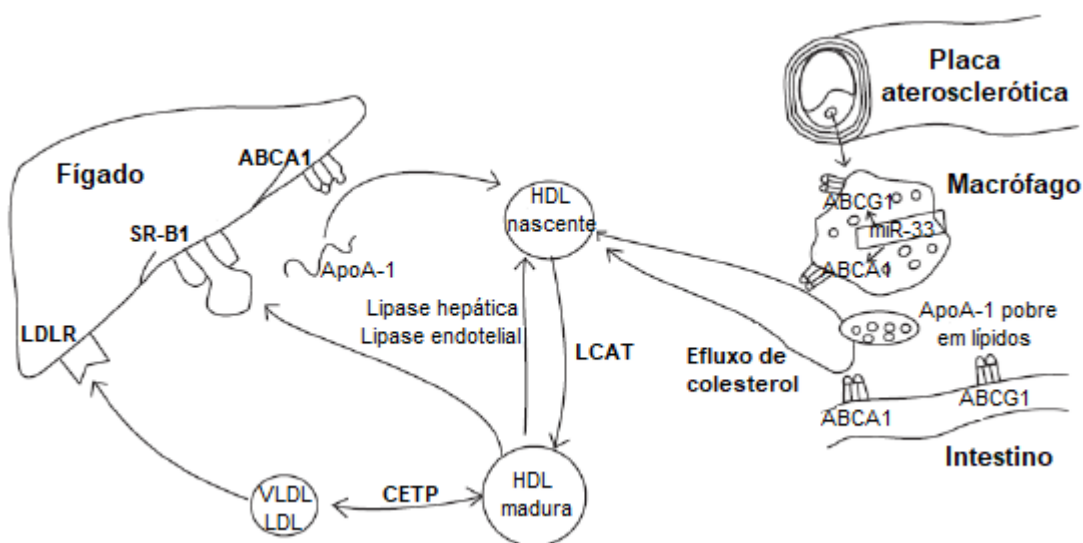 Placa
aterosclerótica
Fígado
ABCA1
Macrófago
ABCG1
miR-33
ABCA1
HDL
nascente
SR-B1
ApoA-1
ApoA-1 pobre
em lípidos
Lipase hepática
Lipase endotelial
LDLR
LCAT
Efluxo de
colesterol
ABCA1
ABCG1
Intestino
VLDL
LDL
CETP
HDL
madura